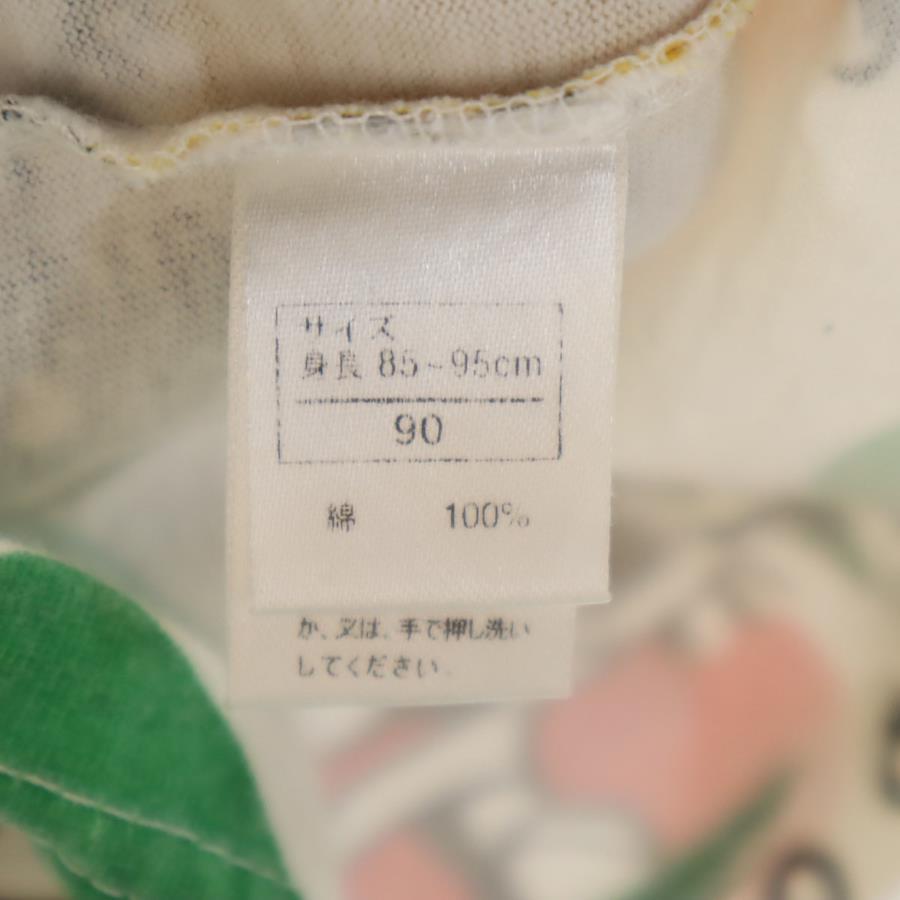 サイズ
身長 85~95cm
90
綿 100%
か、又は、手で押し洗い
してください.